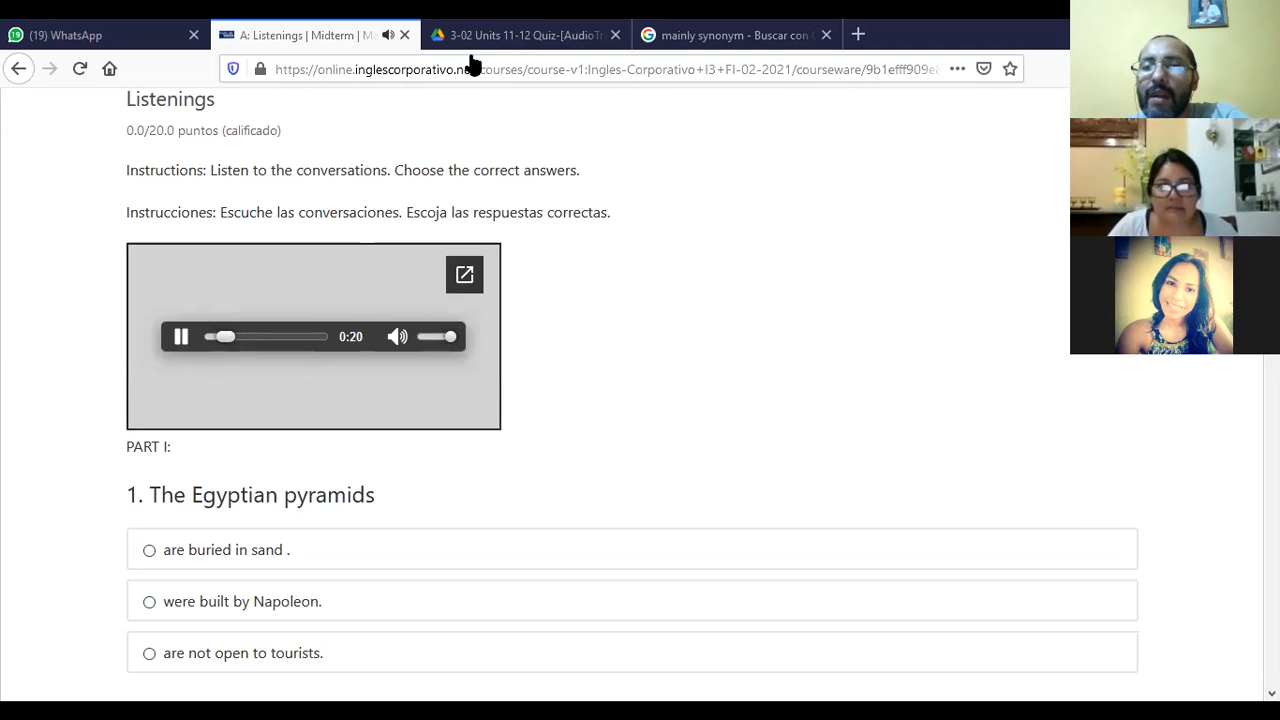 (19) WhatsApp
A: Listenings | Midterm |
3-02 Units 11-12 Quiz-[AudioTr
mainly synonym - Buscar con
https://online.inglescorporativo.ne courses/course-v1:Ingles-Corporativo+I3+FI-02-2021/courseware/9b1efff909e
Listenings
0.0/20.0 puntos (calificado)
Instructions: Listen to the conversations. Choose the correct answers.
Instrucciones: Escuche las conversaciones. Escoja las respuestas correctas.
0:20
PART I:
1. The Egyptian pyramids
are buried in sand .
were built by Napoleon.
are not open to tourists.